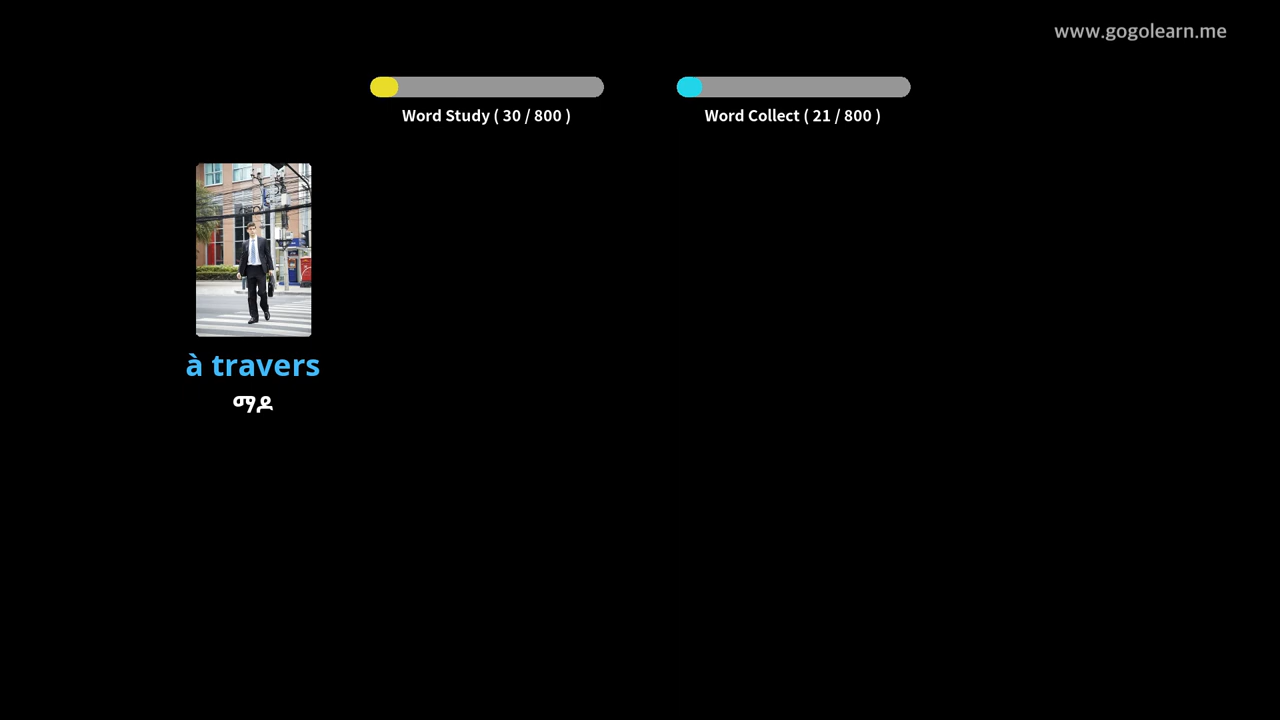 www.gogolearn.me
Word Study ( 30 / 800 )
Word Collect ( 21 / 800 )
à travers
ማዶ